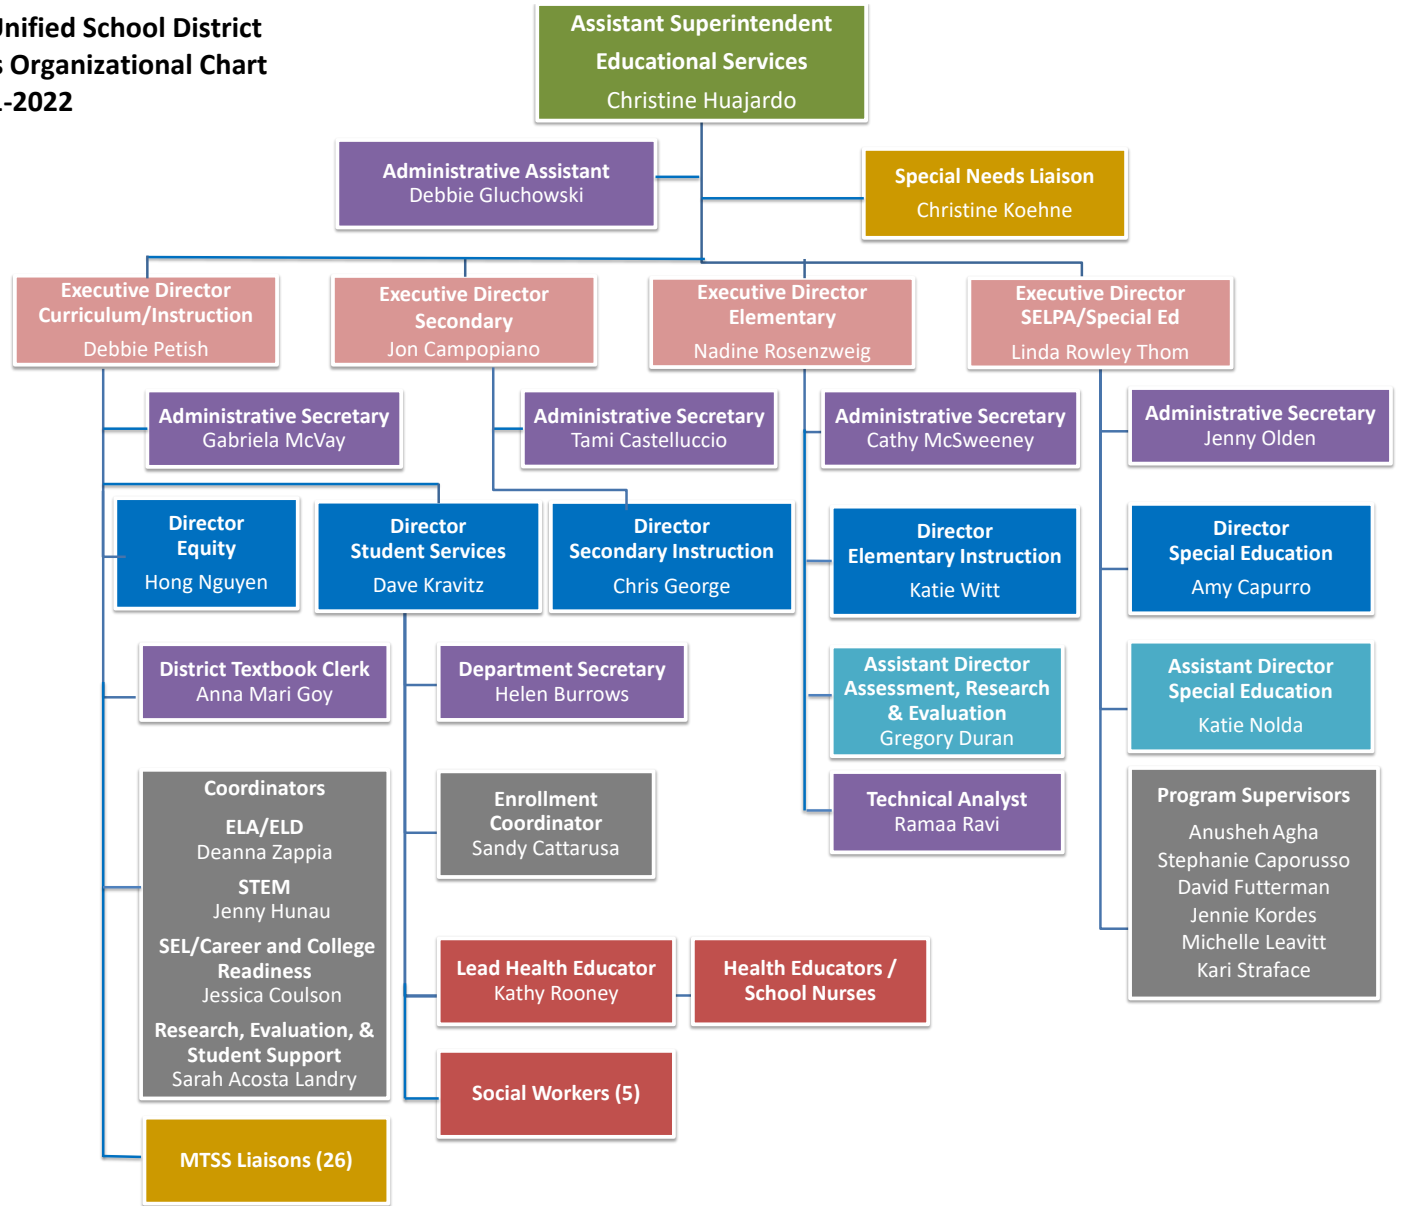 Unified School District
s Organizational Chart
-2022
Assistant Superintendent
Educational Services
Christine Huajardo
Administrative Assistant
Debbie Gluchowski
Special Needs Liaison
Christine Koehne
Executive Director
Curriculum/Instruction
Debbie Petish
Executive Director
Secondary
Jon Campopiano
Executive Director
Elementary
Nadine Rosenzweig
Executive Director
SELPA/Special Ed
Linda Rowley Thom
Administrative Secretary
Gabriela McVay
Administrative Secretary
Tami Castelluccio
Administrative Secretary
Cathy McSweeney
Administrative Secretary
Jenny Olden
Director
Equity
Hong Nguyen
Director
Student Services
Dave Kravitz
Director
Secondary Instruction
Chris George
Director
Elementary Instruction
Katie Witt
Director
Special Education
Amy Capurro
District Textbook Clerk
Anna Mari Goy
Department Secretary
Helen Burrows
Assistant Director
Assessment, Research
& Evaluation
Gregory Duran
Assistant Director
Special Education
Katie Nolda
Coordinators
ELA/ELD
Deanna Zappia
STEM
Jenny Hunau
SEL/Career and College
Readiness
Jessica Coulson
Research, Evaluation, &
Student Support
Sarah Acosta Landry
Enrollment
Coordinator
Sandy Cattarusa
Technical Analyst
Ramaa Ravi
Program Supervisors
Anusheh Agha
Stephanie Caporusso
David Futterman
Jennie Kordes
Michelle Leavitt
Kari Straface
Lead Health Educator
Kathy Rooney
Health Educators /
School Nurses
Social Workers (5)
MTSS Liaisons (26)